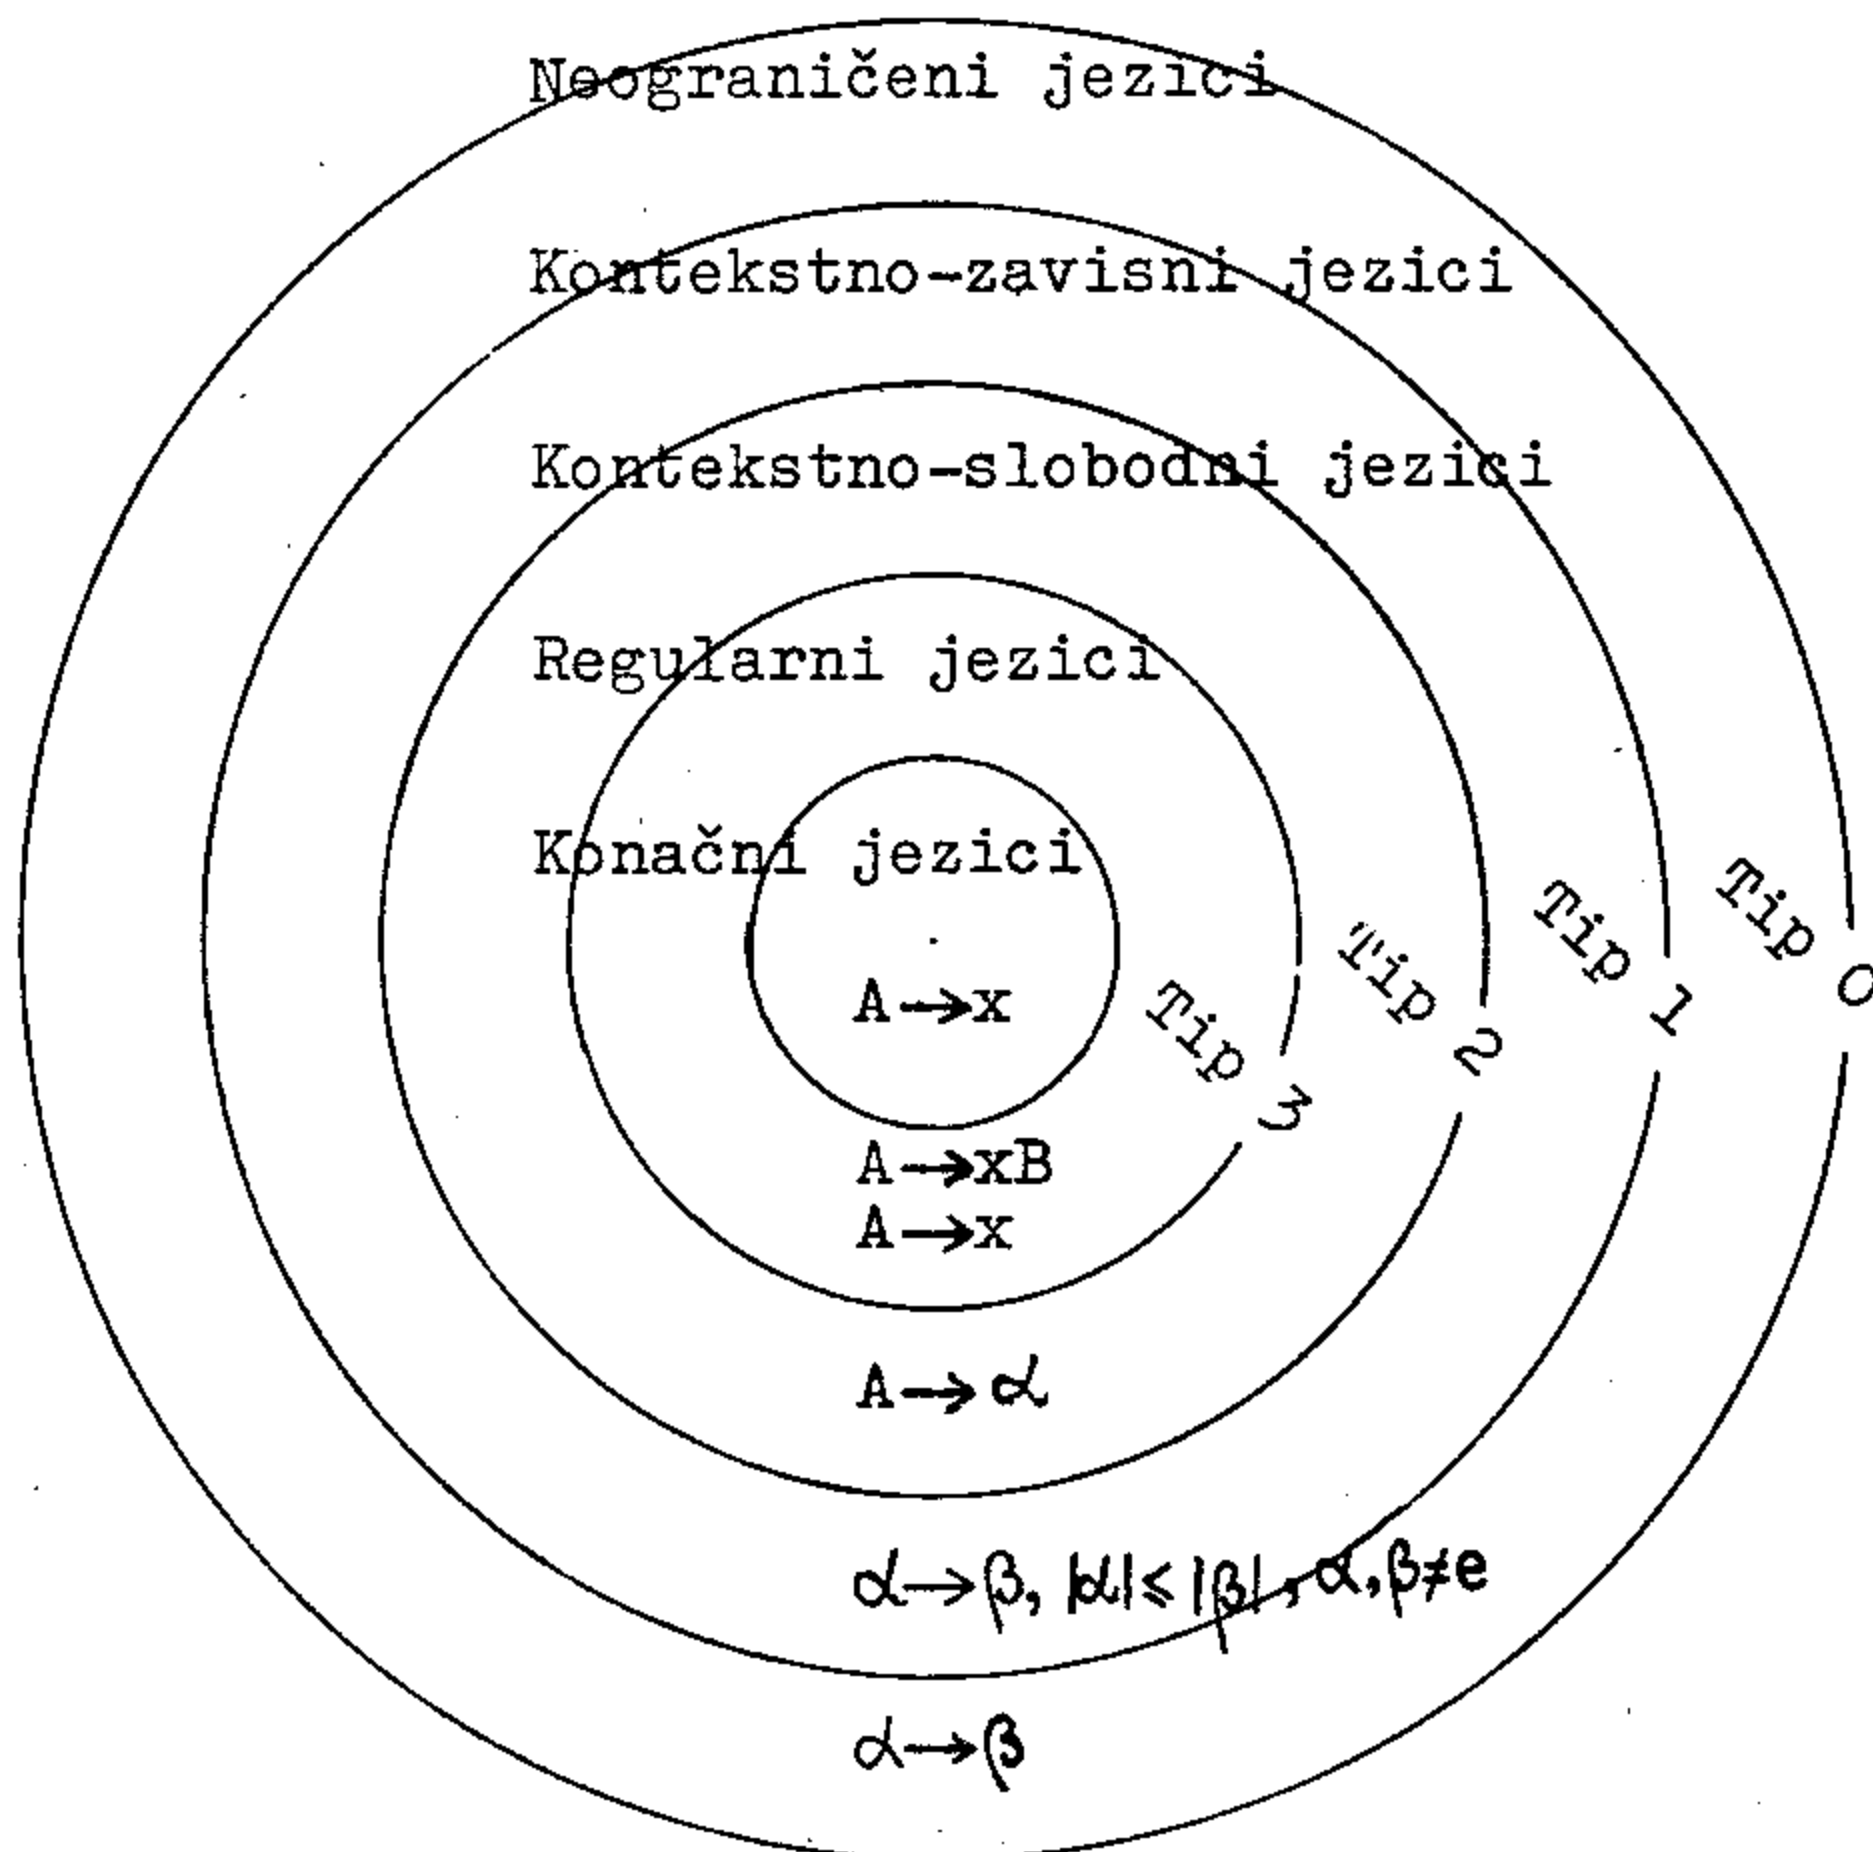 Neograničeni jezici
Kontekstno-zavisni jezici
Kontekstno-slobodni jezici
Regularni jezici
Konačni jezici
Tip 0
Tip 1
Tip 2
Tip 3
A→x
A→xB
A→x
A→α
α→β, |α|≤|β|, α,β≠e
α→β